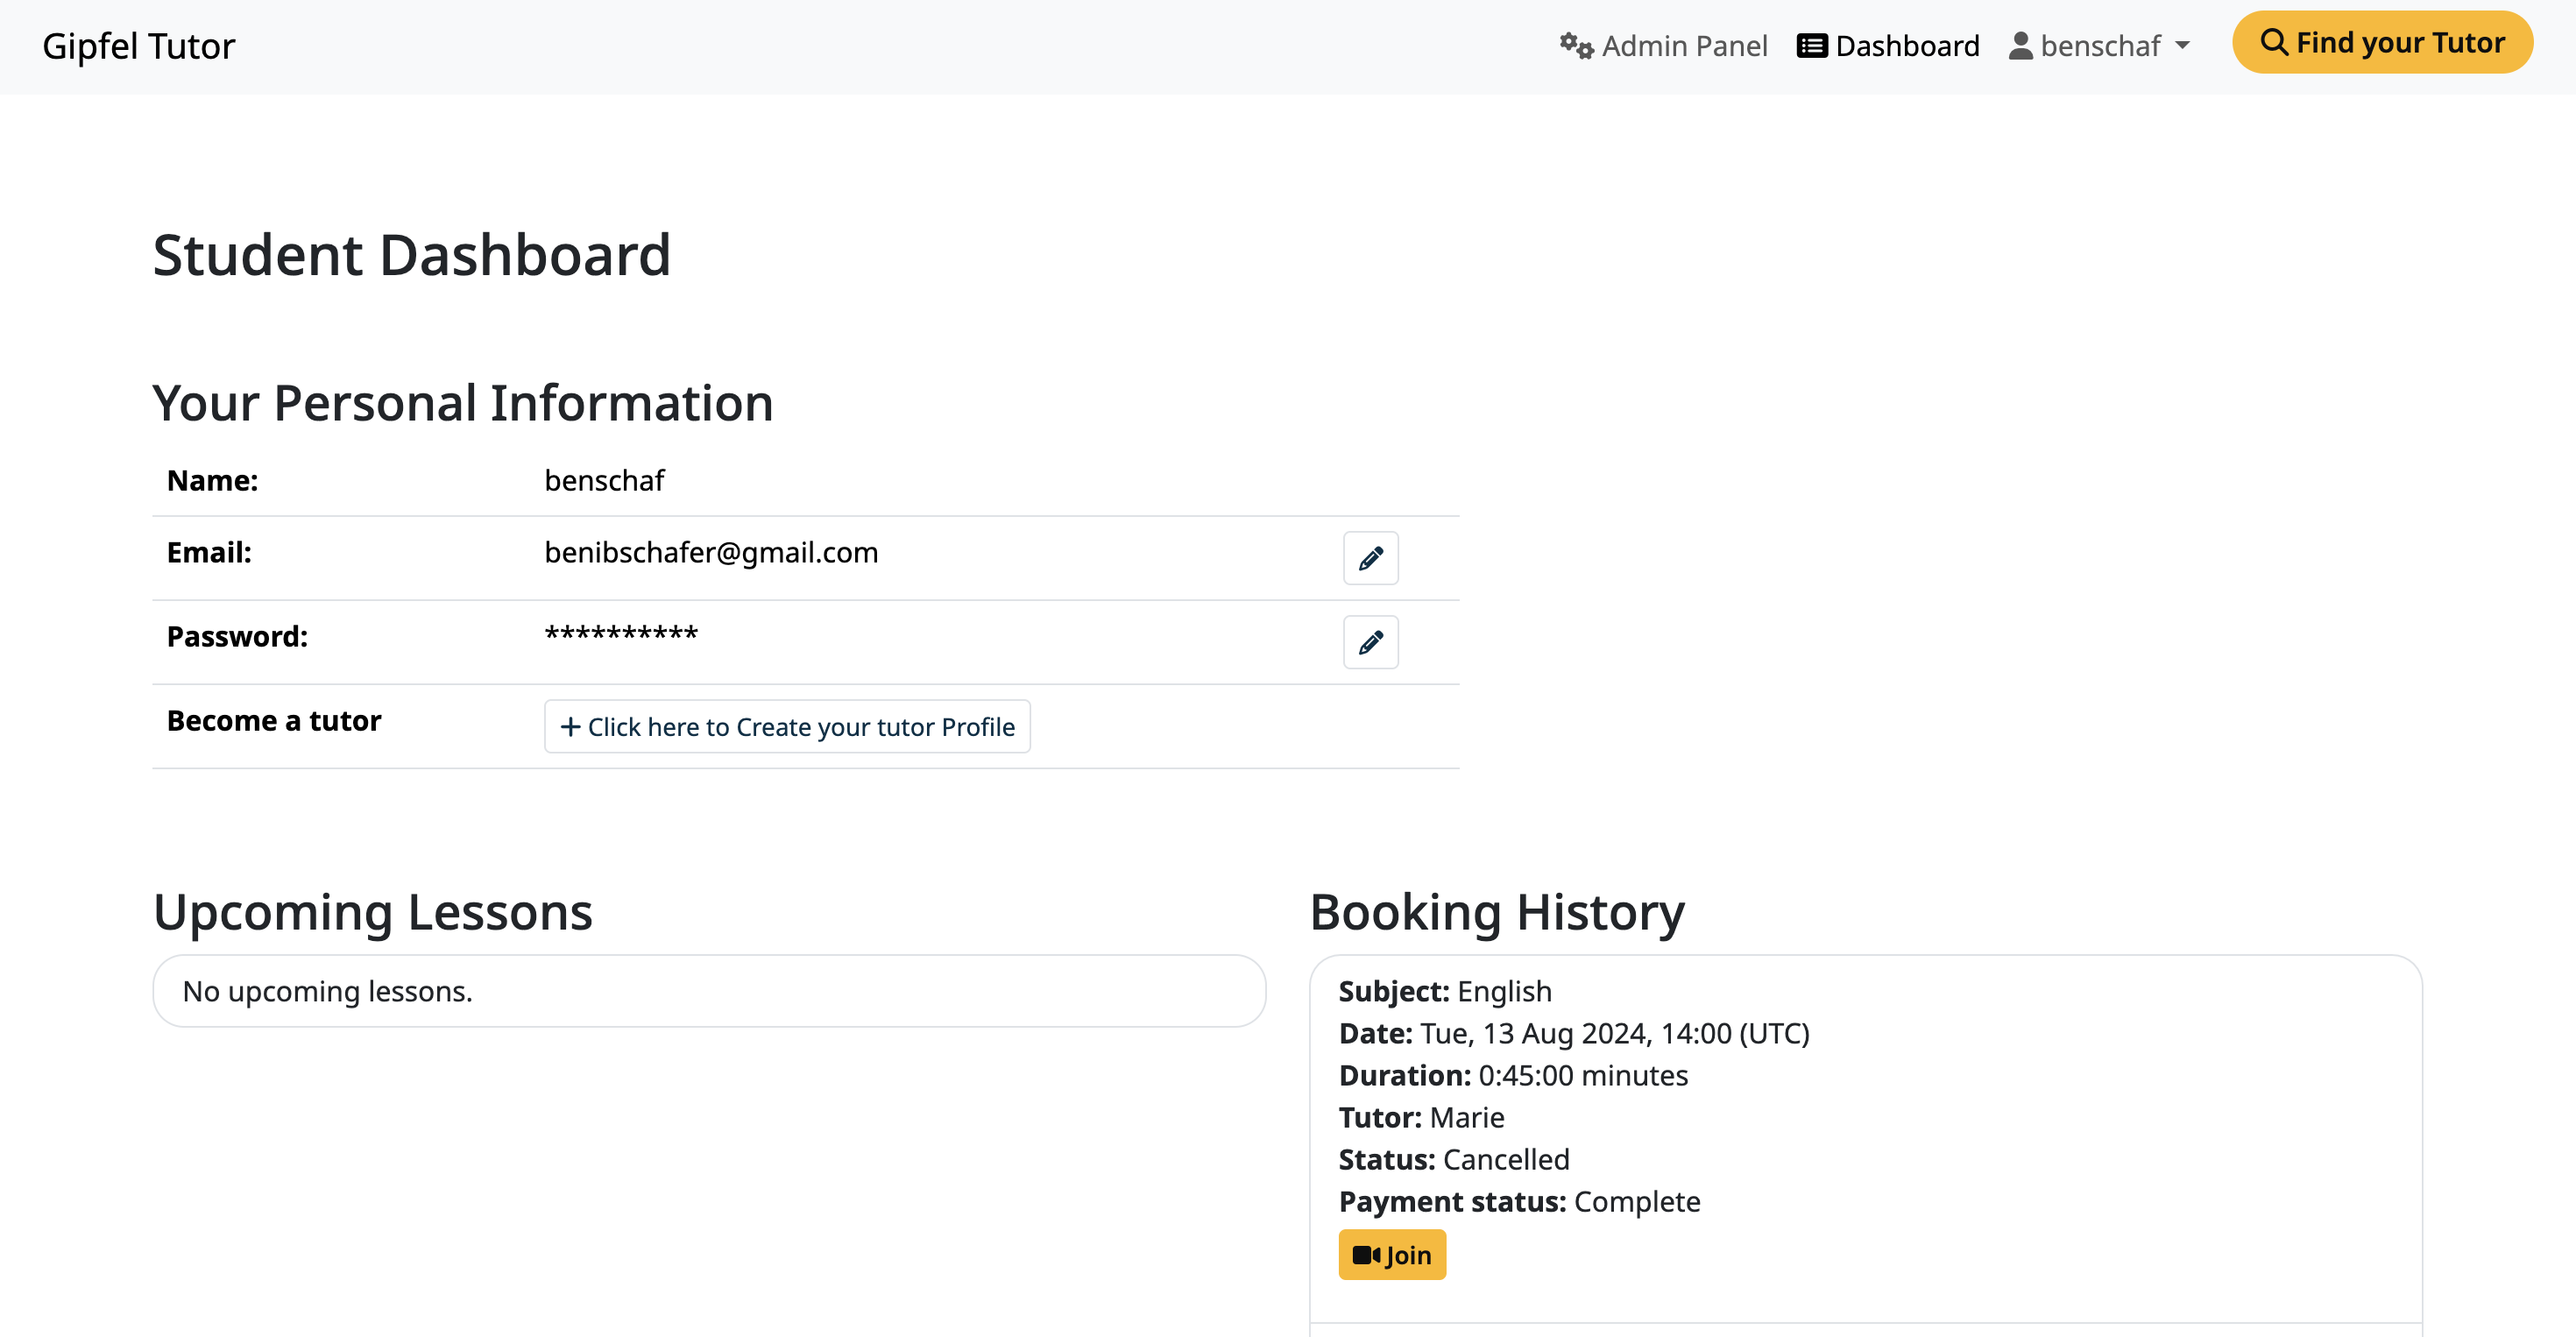 Gipfel Tutor
Admin Panel
Dashboard
benschaf
Find your Tutor
Student Dashboard
Your Personal Information
Name: benschaf
Email: benibschafer@gmail.com
Password: **********
Become a tutor + Click here to Create your tutor Profile
Upcoming Lessons
No upcoming lessons.
Booking History
Subject: English
Date: Tue, 13 Aug 2024, 14:00 (UTC)
Duration: 0:45:00 minutes
Tutor: Marie
Status: Cancelled
Payment status: Complete
Join